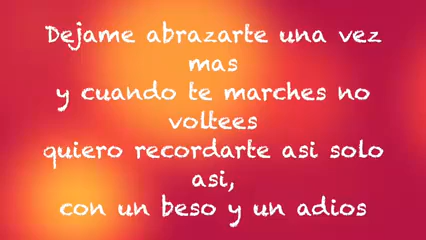 Dejame abrazarte una vez
mas
y cuando te marches no
voltees
quiero recordarte asi solo
asi,
con un beso y un adios